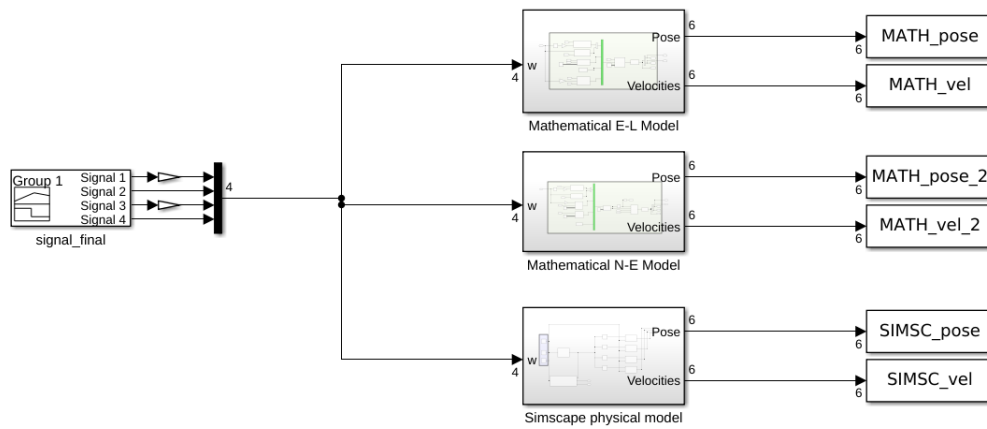 6
Pose
6
MATH_pose
w
4
6
Velocities
6
MATH_vel
Mathematical E-L Model
Group 1
Signal 1
Signal 2
Signal 3
Signal 4
signal_final
4
6
Pose
6
MATH_pose_2
w
4
6
Velocities
6
MATH_vel_2
Mathematical N-E Model
6
Pose
6
SIMSC_pose
w
4
6
Velocities
6
SIMSC_vel
Simscape physical model